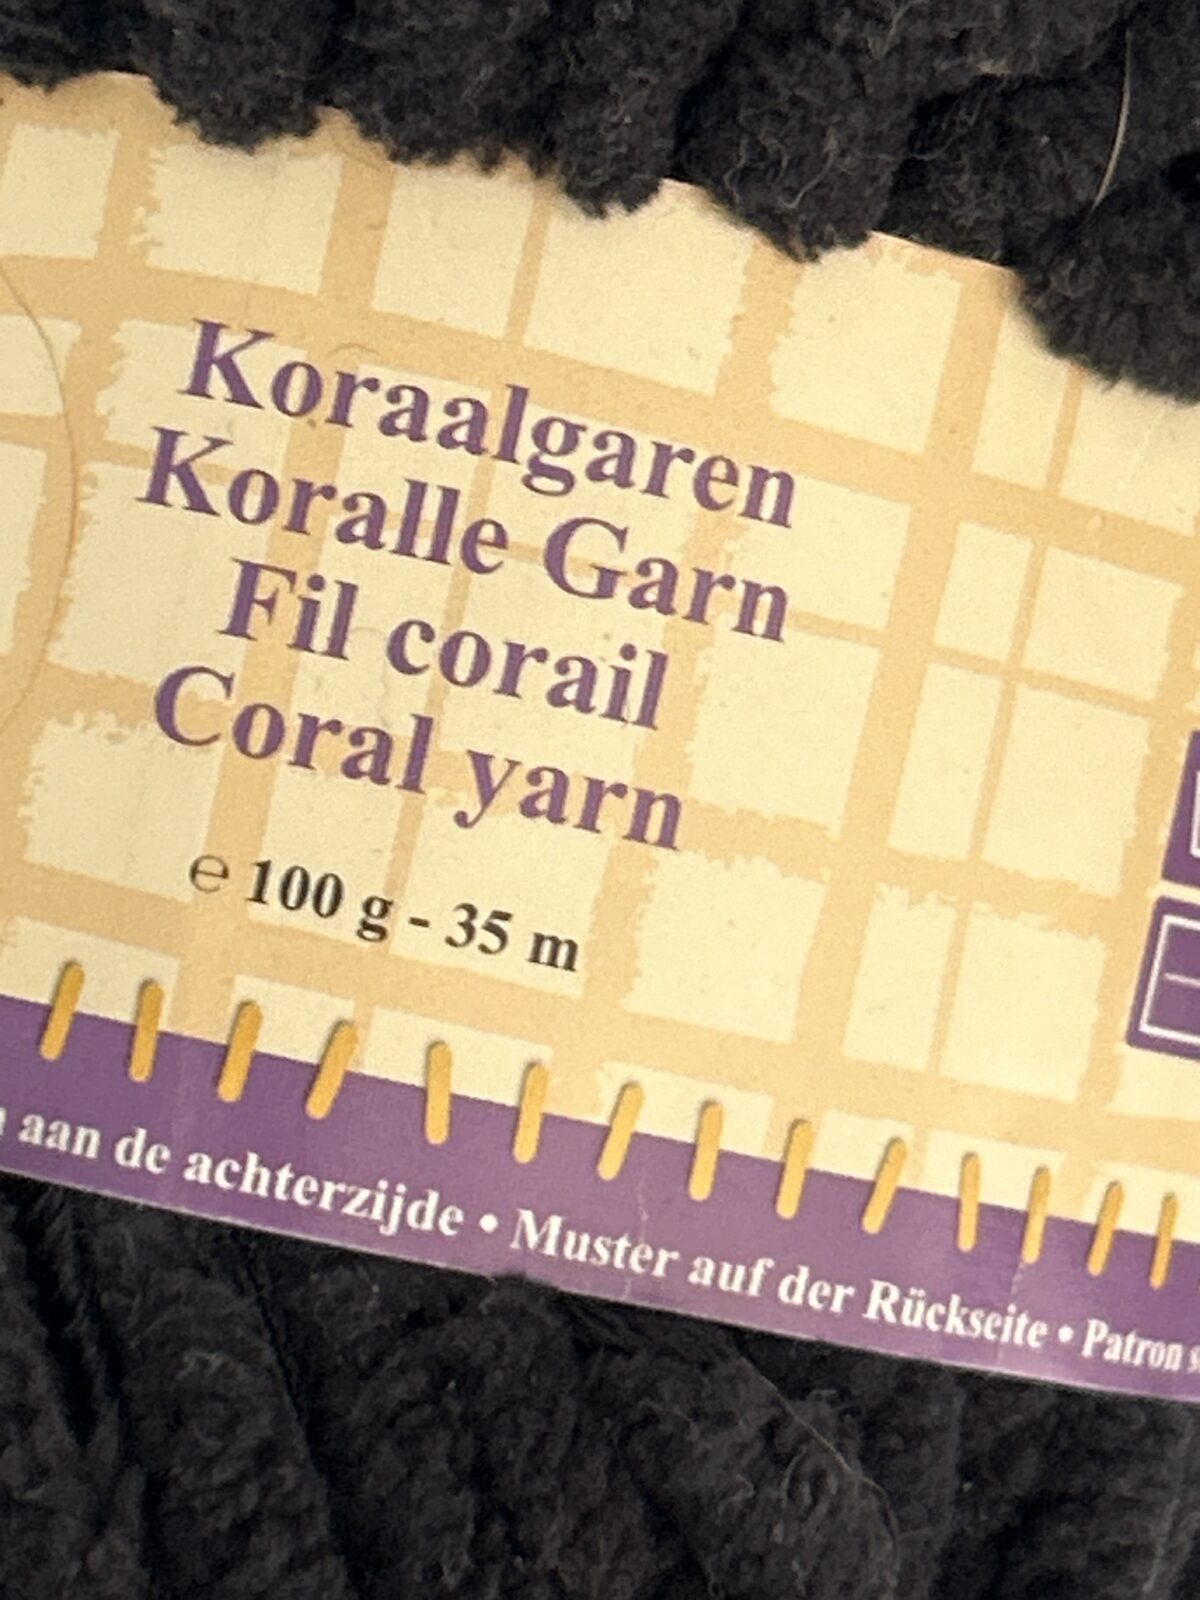 Koraalgaren
Koralle Garn
Fil corail
Coral yarn
℮ 100 g - 35 m
aan de achterzijde • Muster auf der Rückseite • Patron